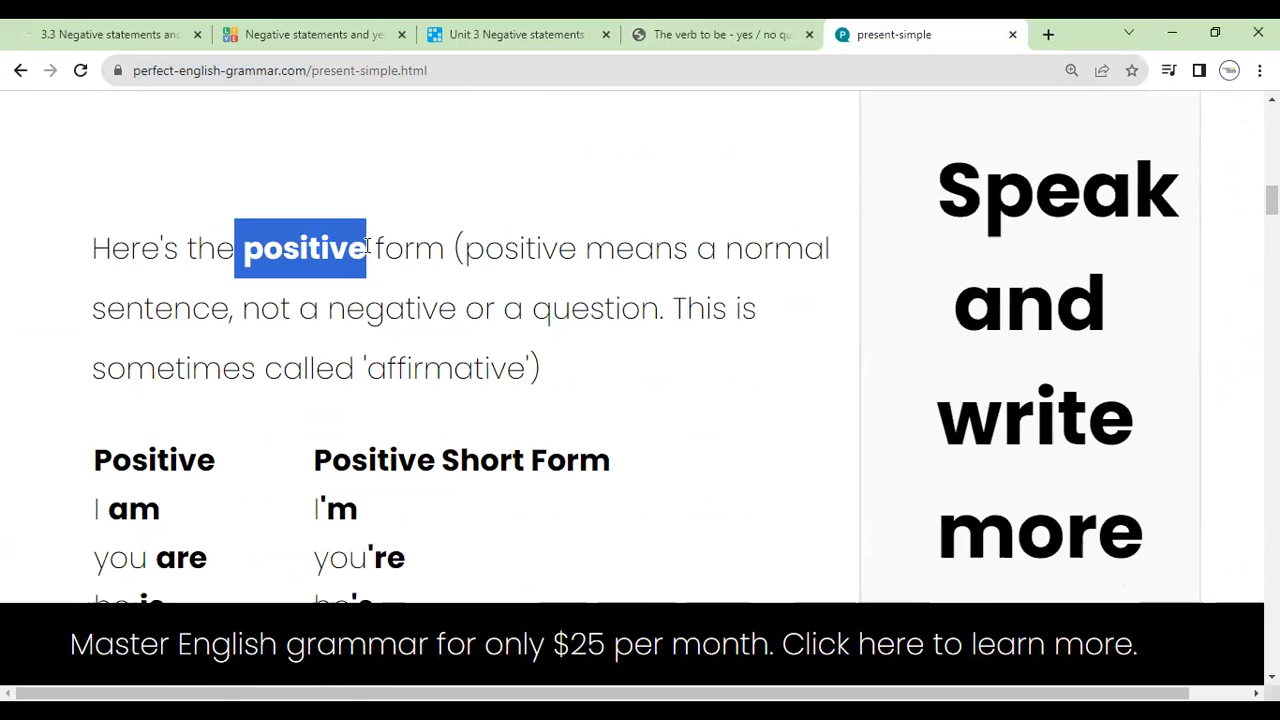 3.3 Negative statements and
Negative statements and ye
Unit 3 Negative statements
The verb to be - yes / no qu
present-simple
perfect-english-grammar.com/present-simple.html
Here's the positive form (positive means a normal
sentence, not a negative or a question. This is
sometimes called 'affirmative')
Positive Positive Short Form
I am I'm
you are you're
he is he's
Speak
and
write
more
Master English grammar for only $25 per month. Click here to learn more.